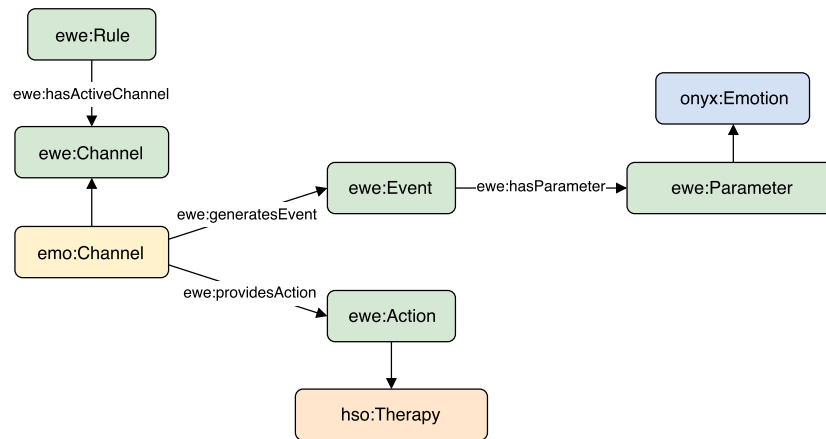 ewe:Rule
ewe:hasActiveChannel
onyx:Emotion
ewe:Channel
ewe:Event
ewe:hasParameter
ewe:Parameter
ewe:generatesEvent
emo:Channel
ewe:providesAction
ewe:Action
hso:Therapy